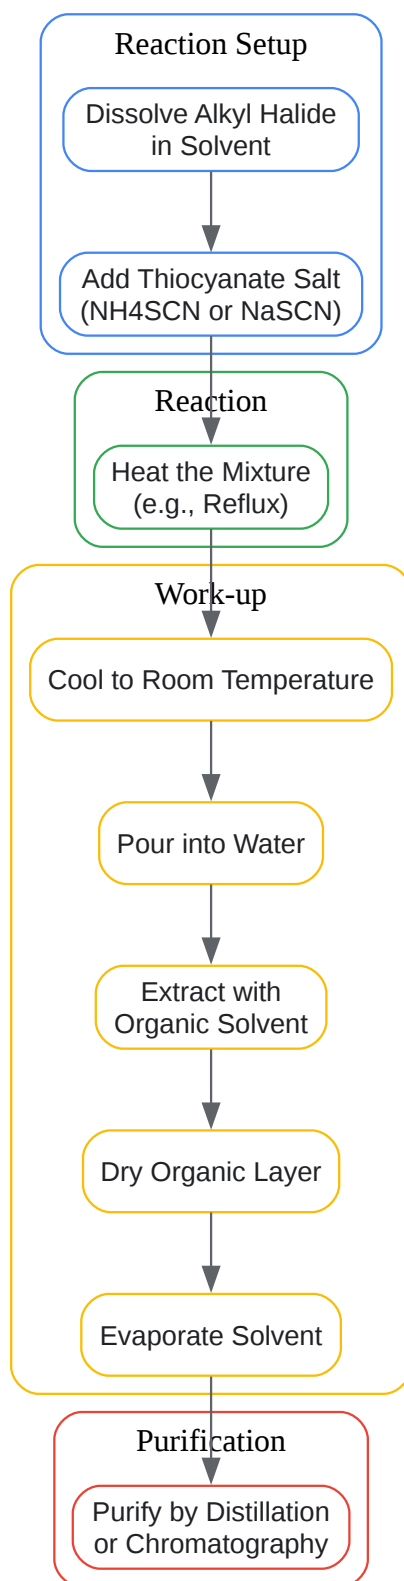 Reaction Setup
Dissolve Alkyl Halide
in Solvent
Add Thiocyanate Salt
(NH4SCN or NaSCN)
Reaction
Heat the Mixture
(e.g., Reflux)
Work-up
Cool to Room Temperature
Pour into Water
Extract with
Organic Solvent
Dry Organic Layer
Evaporate Solvent
Purification
Purify by Distillation
or Chromatography